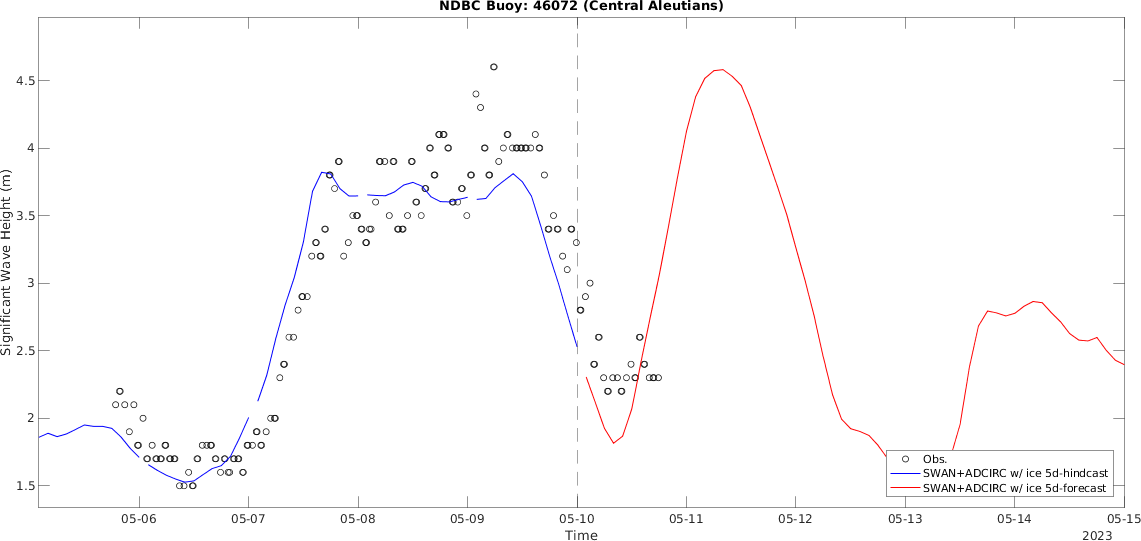 NDBC Buoy: 46072 (Central Aleutians)
Significant Wave Height (m)
4.5
4
3.5
3
2.5
2
1.5
Obs.
SWAN+ADCIRC w/ ice 5d-hindcast
SWAN+ADCIRC w/ ice 5d-forecast
05-06 05-07 05-08 05-09 05-10 05-11 05-12 05-13 05-14 05-15
Time
2023